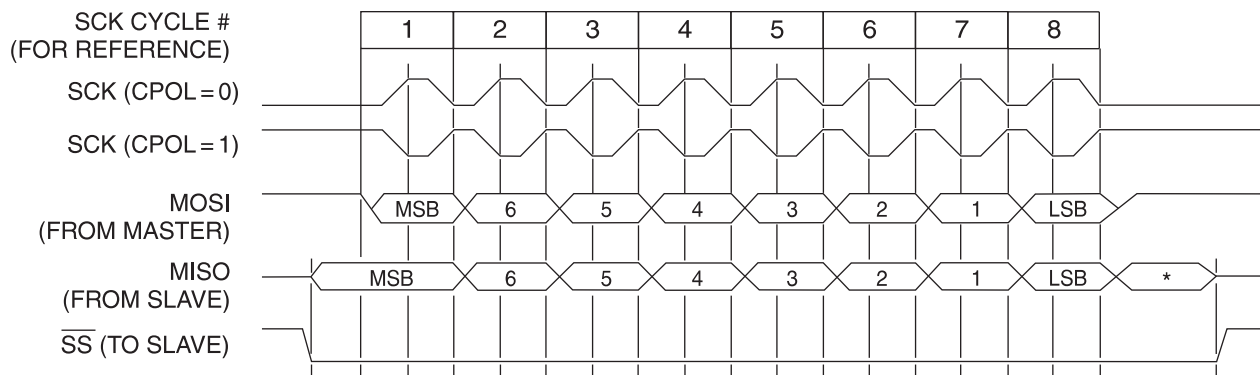 SCK CYCLE #
(FOR REFERENCE)
1 2 3 4 5 6 7 8
SCK (CPOL = 0)
SCK (CPOL = 1)
MOSI
(FROM MASTER)
MSB 6 5 4 3 2 1 LSB
MISO
(FROM SLAVE)
MSB 6 5 4 3 2 1 LSB *
SS (TO SLAVE)